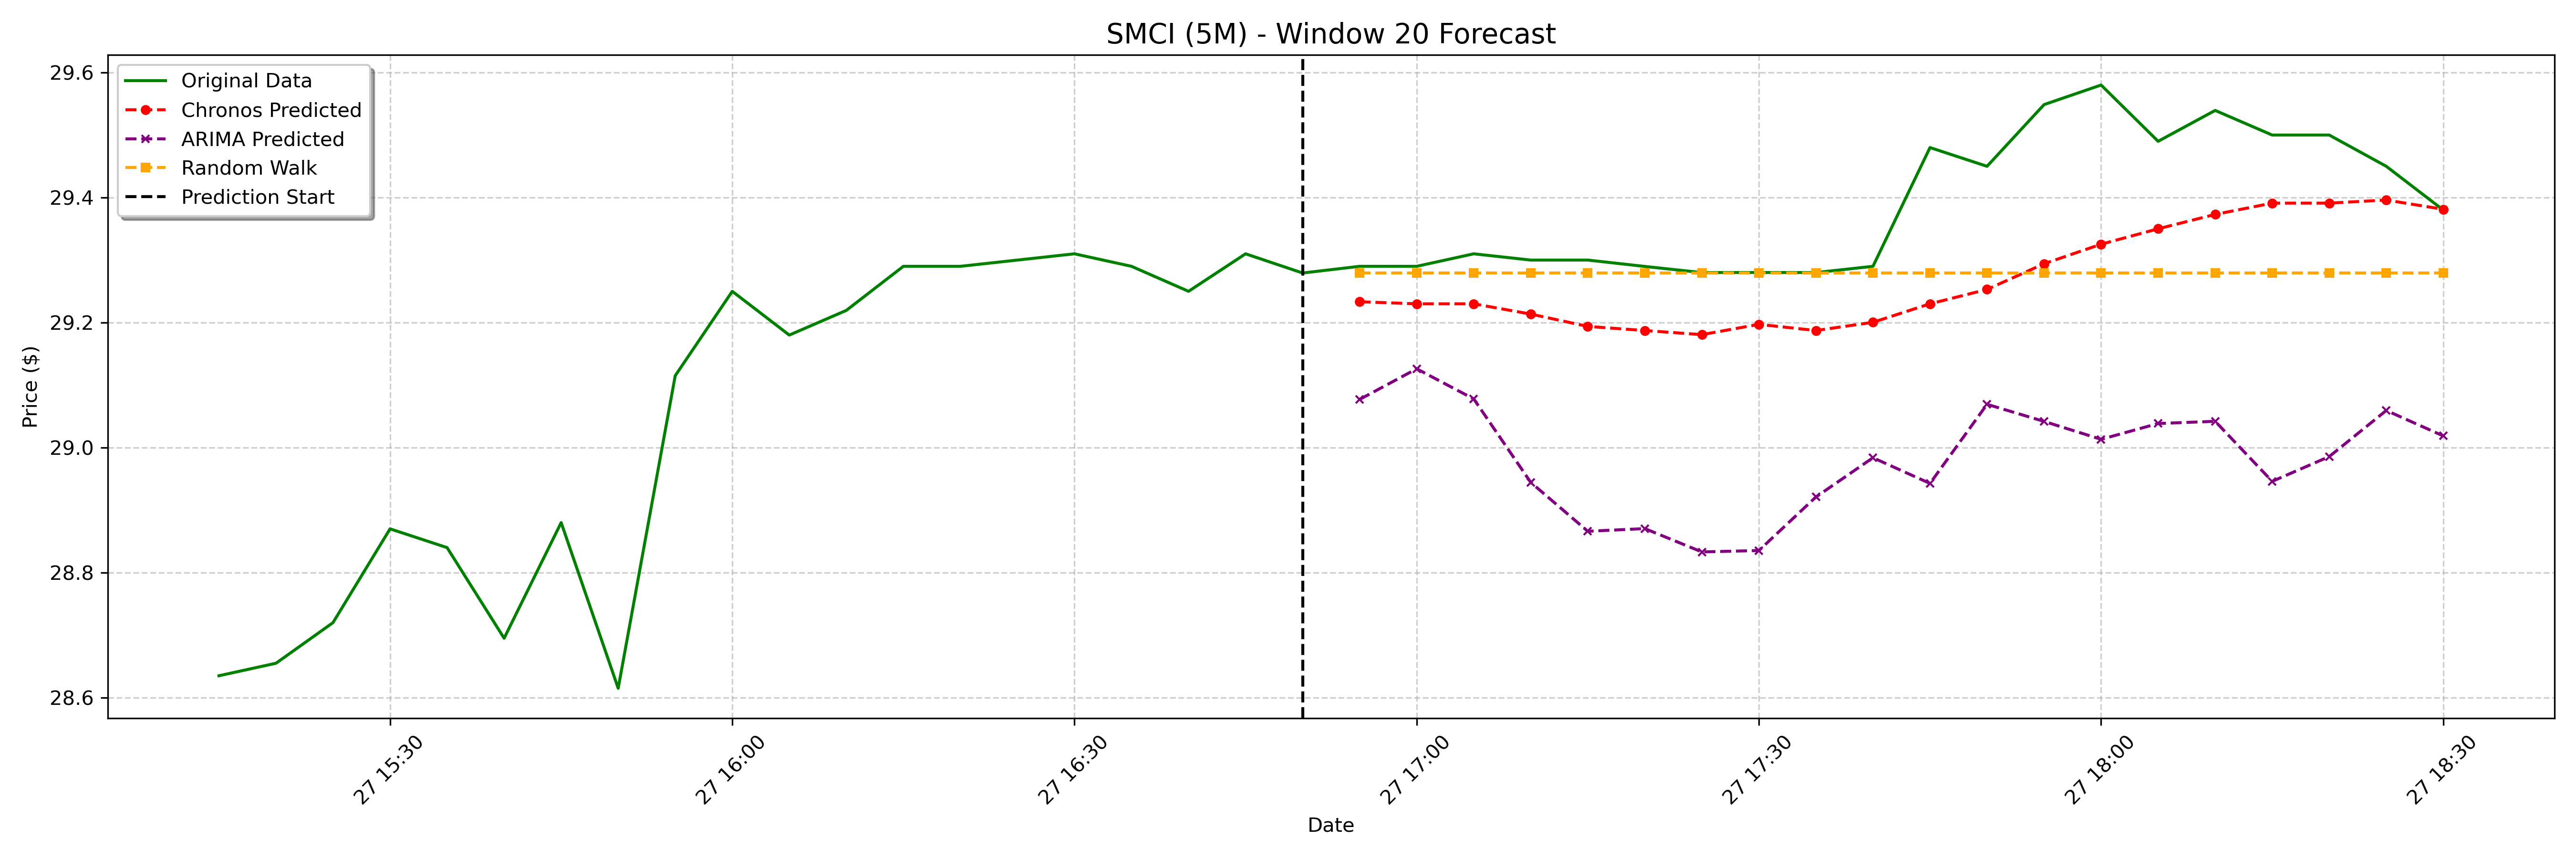 SMCI (5M) - Window 20 Forecast
Original Data
Chronos Predicted
ARIMA Predicted
Random Walk
Prediction Start
29.6
29.4
29.2
29.0
28.8
28.6
Price ($)
27 15:30
27 16:00
27 16:30
27 17:00
27 17:30
27 18:00
27 18:30
Date